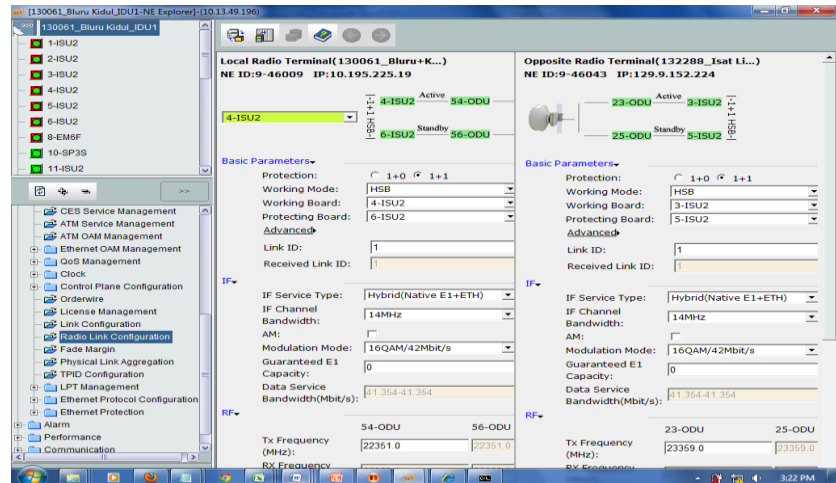 [130061_Bluru Kidul_IDU1-NE Explorer]-(10.13.49.196)
130061_Bluru Kidul_IDU1
1-ISU2
2-ISU2
3-ISU2
4-ISU2
5-ISU2
6-ISU2
8-EM6F
10-SP3S
11-ISU2
>>
CES Service Management
ATM Service Management
ATM OAM Management
Ethernet OAM Management
QoS Management
Clock
Control Plane Configuration
Orderwire
License Management
Link Configuration
Radio Link Configuration
Fade Margin
Physical Link Aggregation
TPID Configuration
LPT Management
Ethernet Protocol Configuration
Ethernet Protection
Alarm
Performance
Communication
Local Radio Terminal(130061_Bluru+K...)
NE ID:9-46009 IP:10.195.225.19
4-ISU2
1+1 HSB
4-ISU2 Active 54-ODU
6-ISU2 Standby 56-ODU
Basic Parameters
Protection: 1+0 1+1
Working Mode: HSB
Working Board: 4-ISU2
Protecting Board: 6-ISU2
Advanced
Link ID: 1
Received Link ID: 1
IF
IF Service Type: Hybrid(Native E1+ETH)
IF Channel
Bandwidth: 14MHz
AM:
Modulation Mode: 16QAM/42Mbit/s
Guaranteed E1
Capacity: 0
Data Service
Bandwidth(Mbit/s): 41.354-41.354
RF
54-ODU 56-ODU
Tx Frequency
(MHz): 22351.0 22351.0
RX Frequency
Opposite Radio Terminal(132288_Isat Li...)
NE ID:9-46043 IP:129.9.152.224
23-ODU Active 3-ISU2
25-ODU Standby 5-ISU2
1+1 HSB
Basic Parameters
Protection: 1+0 1+1
Working Mode: HSB
Working Board: 3-ISU2
Protecting Board: 5-ISU2
Advanced
Link ID: 1
Received Link ID: 1
IF
IF Service Type: Hybrid(Native E1+ETH)
IF Channel
Bandwidth: 14MHz
AM:
Modulation Mode: 16QAM/42Mbit/s
Guaranteed E1
Capacity: 0
Data Service
Bandwidth(Mbit/s): 41.354-41.354
RF
23-ODU 25-ODU
Tx Frequency
(MHz): 23359.0 23359.0
RX Frequency
3:22 PM